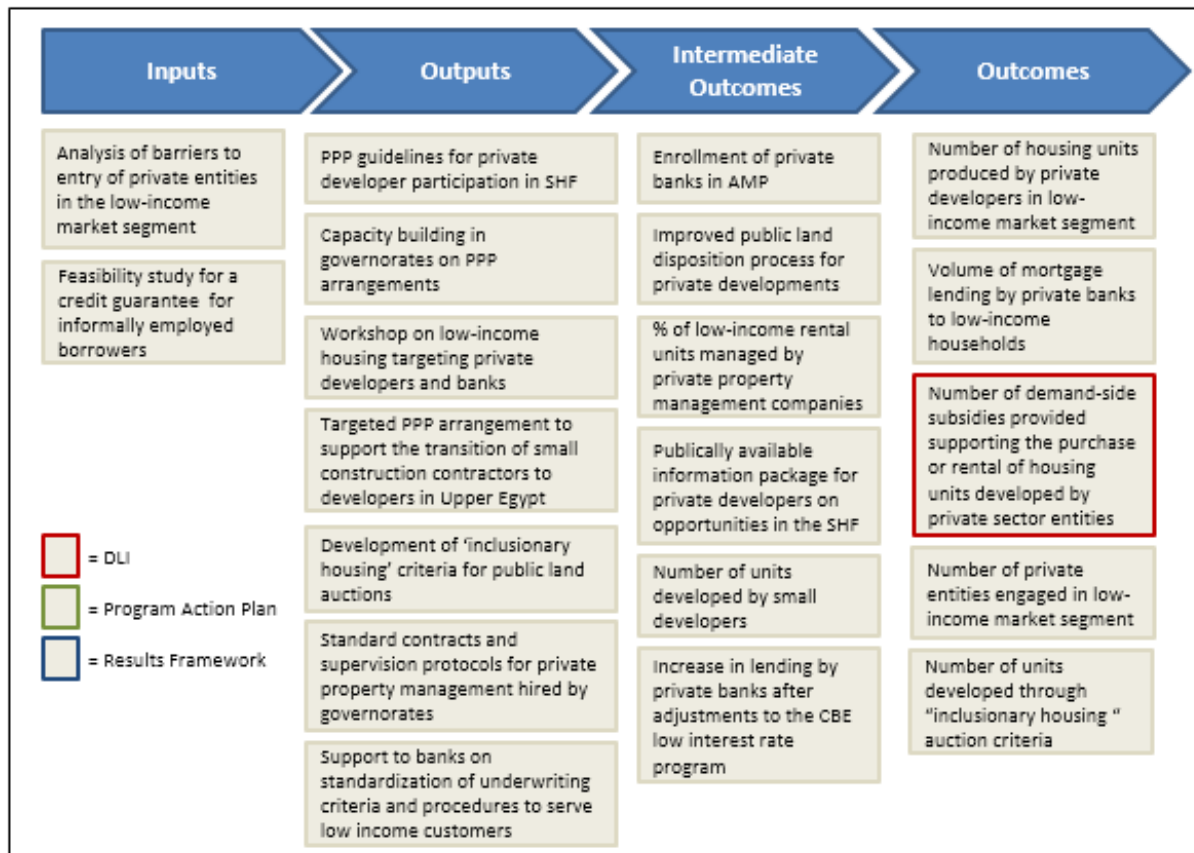 Inputs
Outputs
Intermediate
Outcomes
Outcomes
Analysis of barriers to
entry of private entities
in the low-income
market segment
Feasibility study for a
credit guarantee for
informally employed
borrowers
= DLI
= Program Action Plan
= Results Framework
PPP guidelines for private
developer participation in SHF
Capacity building in
governorates on PPP
arrangements
Workshop on low-income
housing targeting private
developers and banks
Targeted PPP arrangement to
support the transition of small
construction contractors to
developers in Upper Egypt
Development of ‘inclusionary
housing’ criteria for public land
auctions
Standard contracts and
supervision protocols for private
property management hired by
governorates
Support to banks on
standardization of underwriting
criteria and procedures to serve
low income customers
Enrollment of private
banks in AMP
Improved public land
disposition process for
private developments
% of low-income rental
units managed by
private property
management companies
Publically available
information package for
private developers on
opportunities in the SHF
Number of units
developed by small
developers
Increase in lending by
private banks after
adjustments to the CBE
low interest rate
program
Number of housing units
produced by private
developers in low-
income market segment
Volume of mortgage
lending by private banks
to low-income
households
Number of demand-side
subsidies provided
supporting the purchase
or rental of housing
units developed by
private sector entities
Number of private
entities engaged in low-
income market segment
Number of units
developed through
“inclusionary housing “
auction criteria